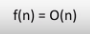 f(n) = O(n)